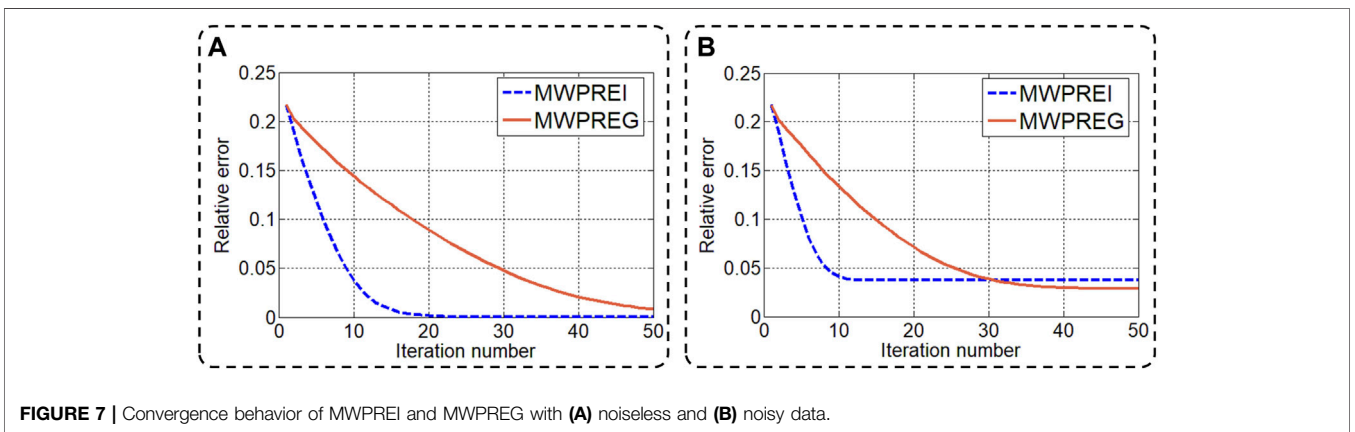 A
0.25
0.2
0.15
0.1
0.05
0
Relative error
0 10 20 30 40 50
Iteration number
MWPREI
MWPREG
B
0.25
0.2
0.15
0.1
0.05
0
Relative error
0 10 20 30 40 50
Iteration number
MWPREI
MWPREG
FIGURE 7 | Convergence behavior of MWPREI and MWPREG with (A) noiseless and (B) noisy data.